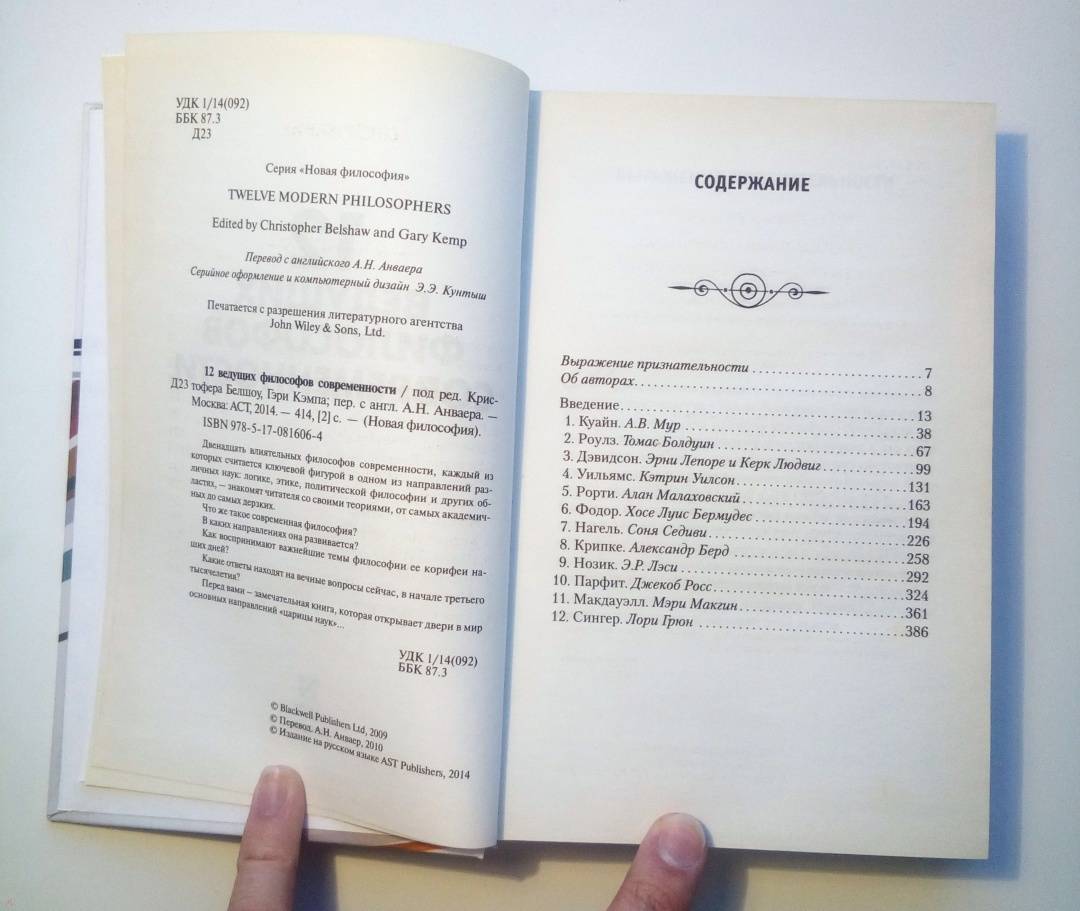 УДК 1/14(092)
ББК 87.3
Д23
Серия «Новая философия»
TWELVE MODERN PHILOSOPHERS
Edited by Christopher Belshaw and Gary Kemp
Перевод с английского А.Н. Анваера
Серийное оформление и компьютерный дизайн Э.Э. Кунтыш
Печатается с разрешения литературного агентства
John Wiley & Sons, Ltd.
12 ведущих философов современности / под ред. Крис-
Д23 тофера Белшоу, Гэри Кэмпа; пер. с англ. А.Н. Анваера. —
Москва: АСТ, 2014. — 414, [2] с. — (Новая философия).
ISBN 978-5-17-081606-4
Двенадцать влиятельных философов современности, каждый из
которых считается ключевой фигурой в одном из направлений раз-
личных наук: логике, этике, политической философии и других об-
ластях, — знакомят читателя со своими теориями, от самых академич-
ных до самых дерзких.
Что же такое современная философия?
В каких направлениях она развивается?
Как воспринимают важнейшие темы философии ее корифеи на-
ших дней?
Какие ответы находят на вечные вопросы сейчас, в начале третьего
тысячелетия?
Перед вами – замечательная книга, которая открывает двери в мир
основных направлений «царицы наук»...
УДК 1/14(092)
ББК 87.3
© Blackwell Publishers Ltd, 2009
© Перевод. А.Н. Анваер, 2010
© Издание на русском языке AST Publishers, 2014
СОДЕРЖАНИЕ
Выражение признательности 7
Об авторах 8
Введение 13
1. Куайн. А.В. Мур 38
2. Роулз. Томас Болдуин 67
3. Дэвидсон. Эрни Лепоре и Керк Людвиг 99
4. Уильямс. Кэтрин Уилсон 131
5. Рорти. Алан Малаховский 163
6. Фодор. Хосе Луис Бермудес 194
7. Нагель. Соня Седиви 226
8. Крипке. Александр Берд 258
9. Нозик. Э.Р. Лэси 292
10. Парфит. Джекоб Росс 324
11. Макдауэлл. Мэри Макгин 361
12. Сингер. Лори Грюн 386